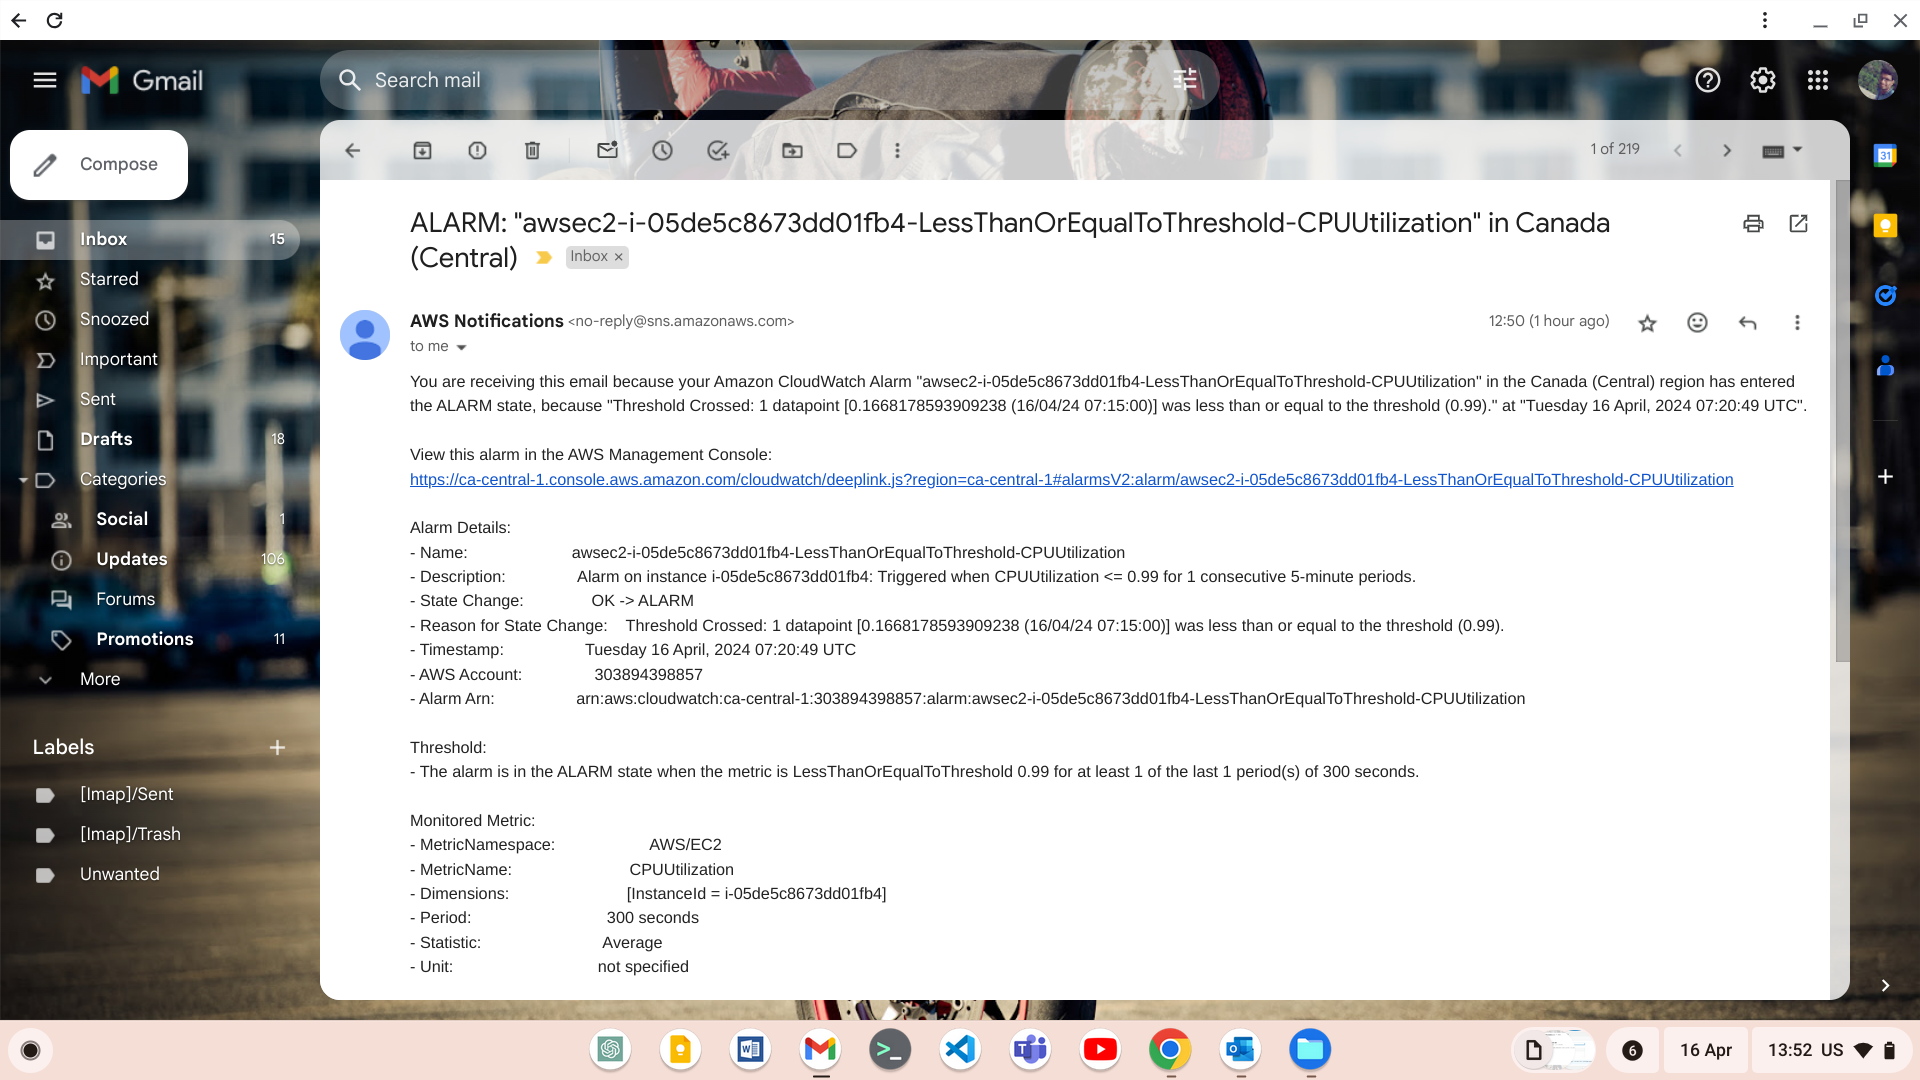 Gmail
Search mail
Compose
1 of 219
Inbox 15
Starred
Snoozed
Important
Sent
Drafts 18
Categories
Social 1
Updates 106
Forums
Promotions 11
More
Labels
[Imap]/Sent
[Imap]/Trash
Unwanted
31
ALARM: "awsec2-i-05de5c8673dd01fb4-LessThanOrEqualToThreshold-CPUUtilization" in Canada
(Central) Inbox ×
AWS Notifications <no-reply@sns.amazonaws.com> 12:50 (1 hour ago)
to me
You are receiving this email because your Amazon CloudWatch Alarm "awsec2-i-05de5c8673dd01fb4-LessThanOrEqualToThreshold-CPUUtilization" in the Canada (Central) region has entered
the ALARM state, because "Threshold Crossed: 1 datapoint [0.1668178593909238 (16/04/24 07:15:00)] was less than or equal to the threshold (0.99)." at "Tuesday 16 April, 2024 07:20:49 UTC".
View this alarm in the AWS Management Console:
https://ca-central-1.console.aws.amazon.com/cloudwatch/deeplink.js?region=ca-central-1#alarmsV2:alarm/awsec2-i-05de5c8673dd01fb4-LessThanOrEqualToThreshold-CPUUtilization
Alarm Details:
- Name: awsec2-i-05de5c8673dd01fb4-LessThanOrEqualToThreshold-CPUUtilization
- Description: Alarm on instance i-05de5c8673dd01fb4: Triggered when CPUUtilization <= 0.99 for 1 consecutive 5-minute periods.
- State Change: OK -> ALARM
- Reason for State Change: Threshold Crossed: 1 datapoint [0.1668178593909238 (16/04/24 07:15:00)] was less than or equal to the threshold (0.99).
- Timestamp: Tuesday 16 April, 2024 07:20:49 UTC
- AWS Account: 303894398857
- Alarm Arn: arn:aws:cloudwatch:ca-central-1:303894398857:alarm:awsec2-i-05de5c8673dd01fb4-LessThanOrEqualToThreshold-CPUUtilization
Threshold:
- The alarm is in the ALARM state when the metric is LessThanOrEqualToThreshold 0.99 for at least 1 of the last 1 period(s) of 300 seconds.
Monitored Metric:
- MetricNamespace: AWS/EC2
- MetricName: CPUUtilization
- Dimensions: [InstanceId = i-05de5c8673dd01fb4]
- Period: 300 seconds
- Statistic: Average
- Unit: not specified
6 16 Apr 13:52 US